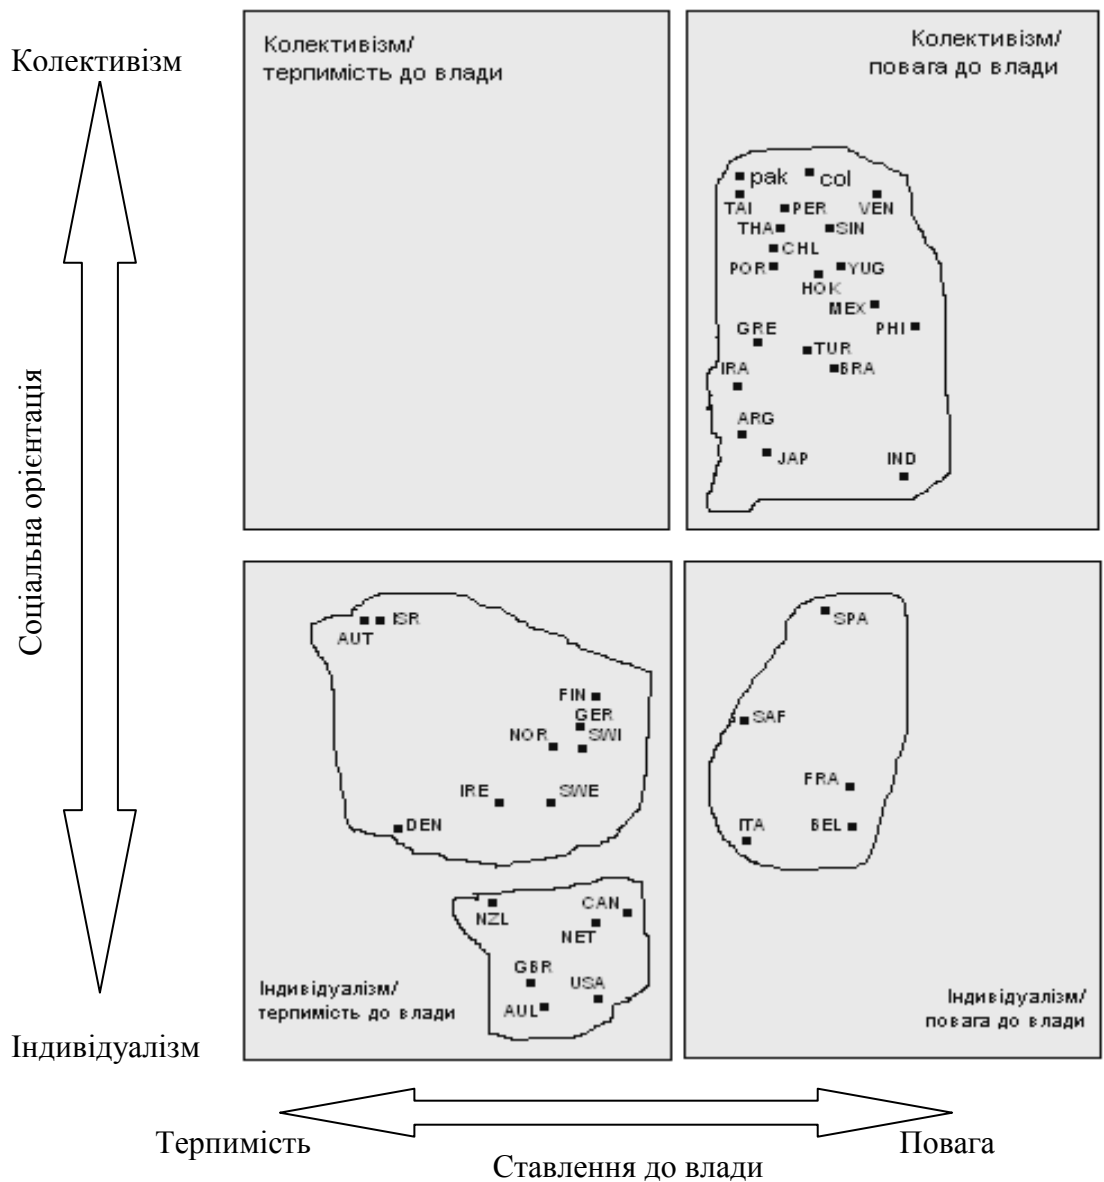 Колективізм
Соціальна орієнтація
Індивідуалізм
Колективізм/
терпимість до влади
Колективізм/
повага до влади
pak
col
TAI
PER
VEN
THA
SIN
CHL
POR
YUG
HOK
MEX
PHI
GRE
TUR
IRA
BRA
ARG
JAP
IND
ISR
AUT
FIN
GER
NOR
SWI
IRE
SWE
DEN
NZL
CAN
NET
GBR
USA
AUL
Індивідуалізм/
терпимість до влади
SPA
SAF
FRA
ITA
BEL
Індивідуалізм/
повага до влади
Терпимість
Повага
Ставлення до влади